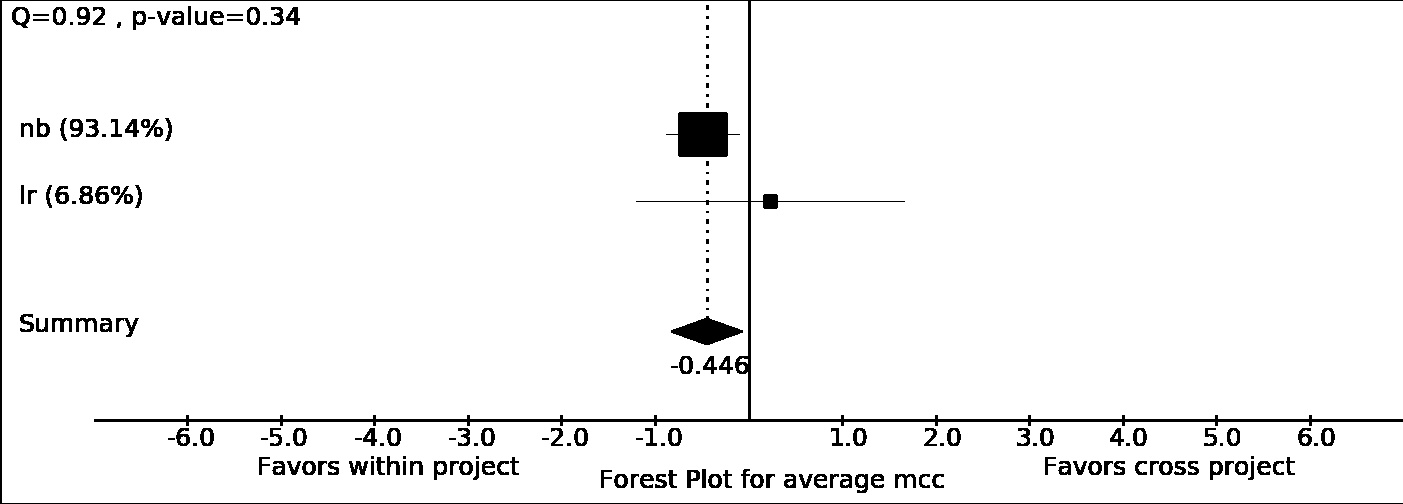 Q=0.92 , p-value=0.34
nb (93.14%)
lr (6.86%)
Summary
-0.446
-6.0 -5.0 -4.0 -3.0 -2.0 -1.0 1.0 2.0 3.0 4.0 5.0 6.0
Favors within project Favors cross project
Forest Plot for average mcc